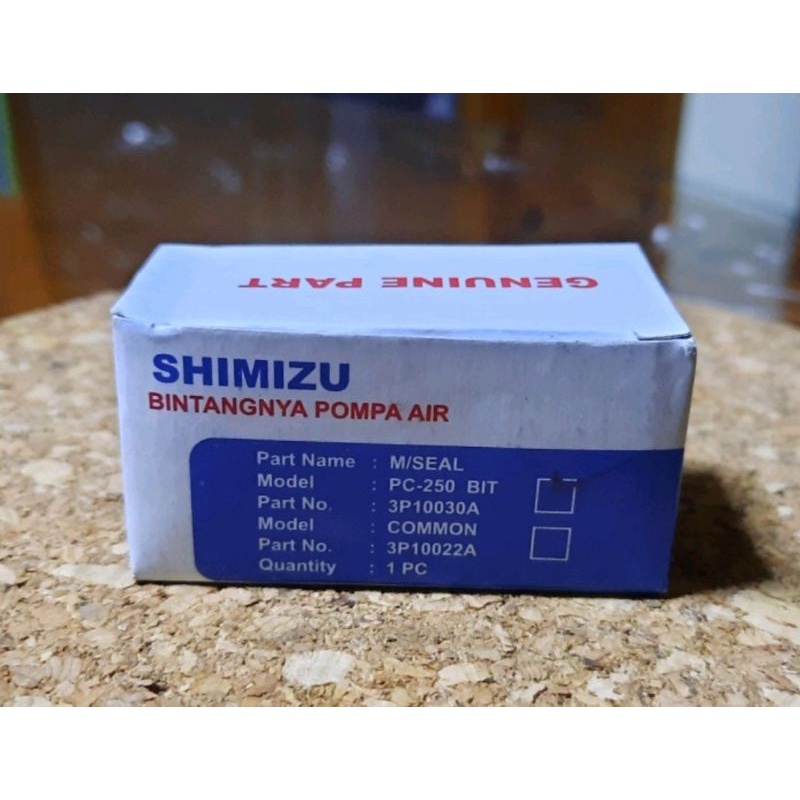 GENUINE PART
SHIMIZU
BINTANGNYA POMPA AIR
Part Name : M/SEAL
Model : PC-250 BIT
Part No. : 3P10030A
Model : COMMON
Part No. : 3P10022A
Quantity : 1 PC